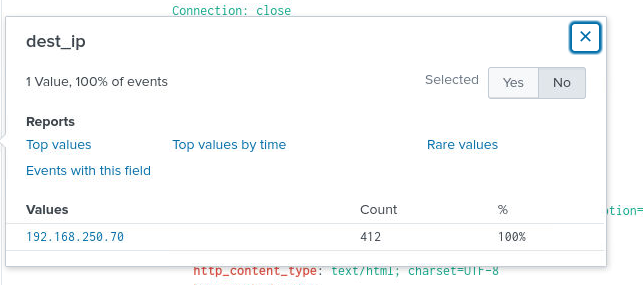 Connection: close
dest_ip
1 Value, 100% of events
Selected Yes No
Reports
Top values Top values by time Rare values
Events with this field
Values Count %
ption=
192.168.250.70 412 100%
http_content_type: text/html; charset=UTF-8